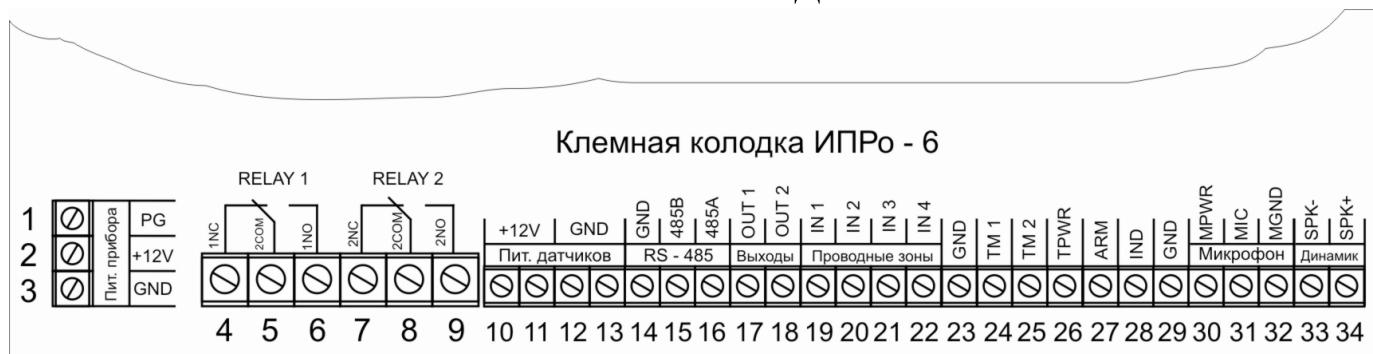 Клемная колодка ИПРо - 6
RELAY 1 RELAY 2
1NC 2COM 1NO 2NC 2COM 2NO
+12V GND GND 485B 485A OUT 1 OUT 2 IN 1 IN 2 IN 3 IN 4 GND TM 1 TM 2 TPWR ARM IND GND MPWR MIC MGND SPK- SPK+
Пит. датчиков RS - 485 Выходы Проводные зоны Микрофон Динамик
Пит. прибора
1 PG
2 +12V
3 GND
4 5 6 7 8 9 10 11 12 13 14 15 16 17 18 19 20 21 22 23 24 25 26 27 28 29 30 31 32 33 34